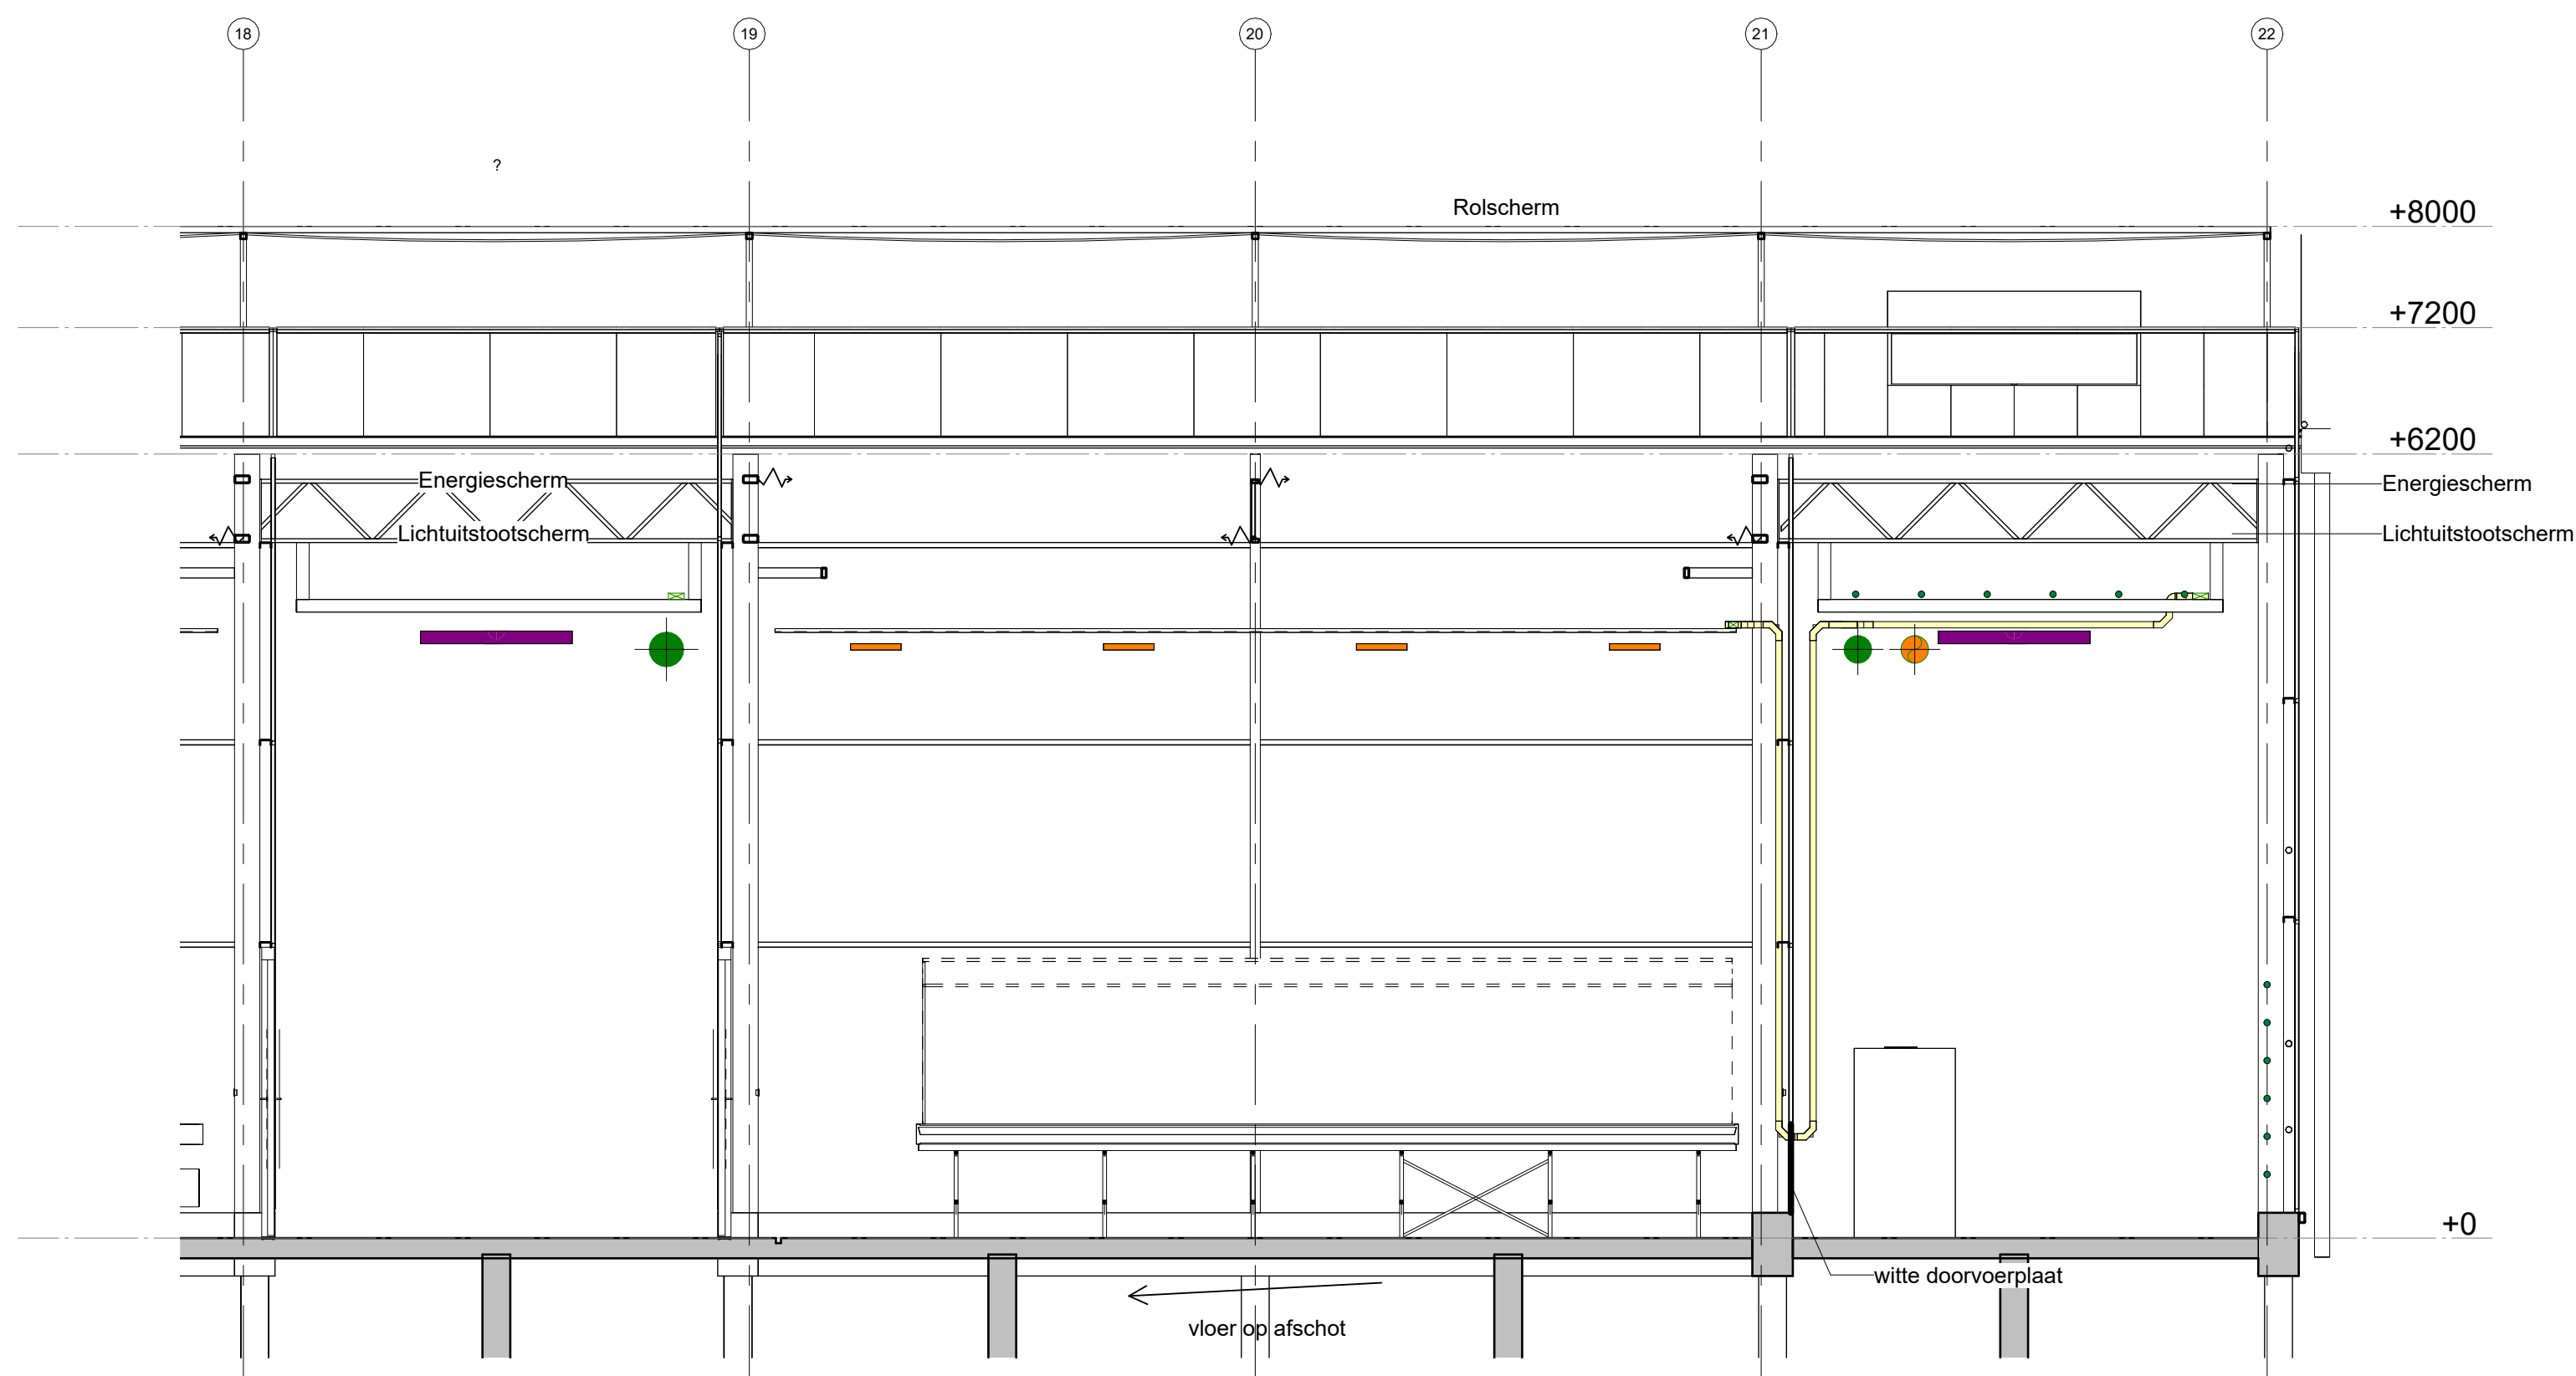 18
19
20
21
22
?
Rolscherm
+8000
+7200
+6200
Energiescherm
Energiescherm
Lichtuitstootscherm
Lichtuitstootscherm
+0
witte doorvoerplaat
vloer op afschot